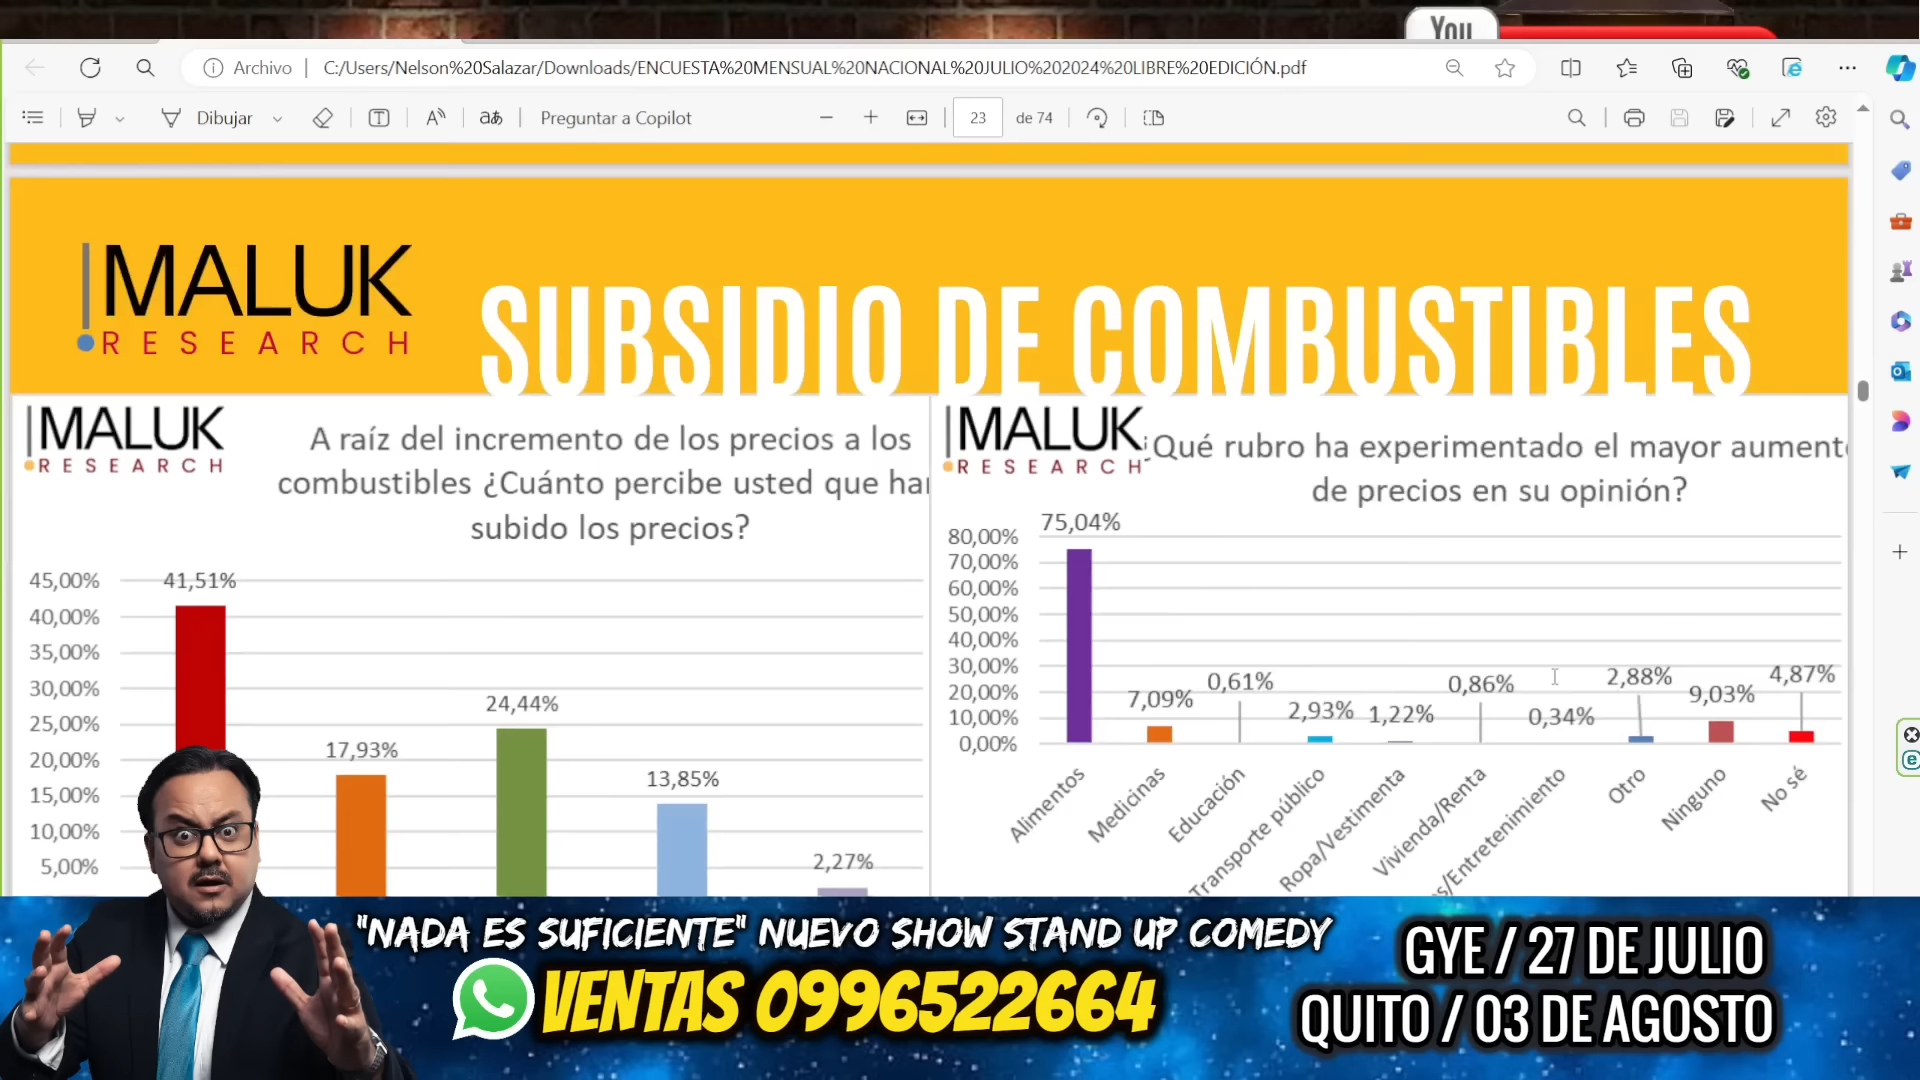 You
Archivo
C:/Users/Nelson%20Salazar/Downloads/ENCUESTA%20MENSUAL%20NACIONAL%20JULIO%202024%20LIBRE%20EDICIÓN.pdf
Dibujar
Preguntar a Copilot
23 de 74
MALUK
RESEARCH
SUBSIDIO DE COMBUSTIBLES
MALUK
RESEARCH
A raíz del incremento de los precios a los
combustibles ¿Cuánto percibe usted que han
subido los precios?
45,00%
40,00%
35,00%
30,00%
25,00%
20,00%
15,00%
10,00%
5,00%
41,51%
17,93%
24,44%
13,85%
2,27%
MALUK
RESEARCH
¿Qué rubro ha experimentado el mayor aument
de precios en su opinión?
80,00%
70,00%
60,00%
50,00%
40,00%
30,00%
20,00%
10,00%
0,00%
75,04%
7,09%
0,61%
2,93%
1,22%
0,86%
0,34%
2,88%
9,03%
4,87%
Alimentos
Medicinas
Educación
Transporte público
Ropa/Vestimenta
Vivienda/Renta
s/Entretenimiento
Otro
Ninguno
No sé
"NADA ES SUFICIENTE" NUEVO SHOW STAND UP COMEDY
VENTAS 0996522664
GYE / 27 DE JULIO
QUITO / 03 DE AGOSTO